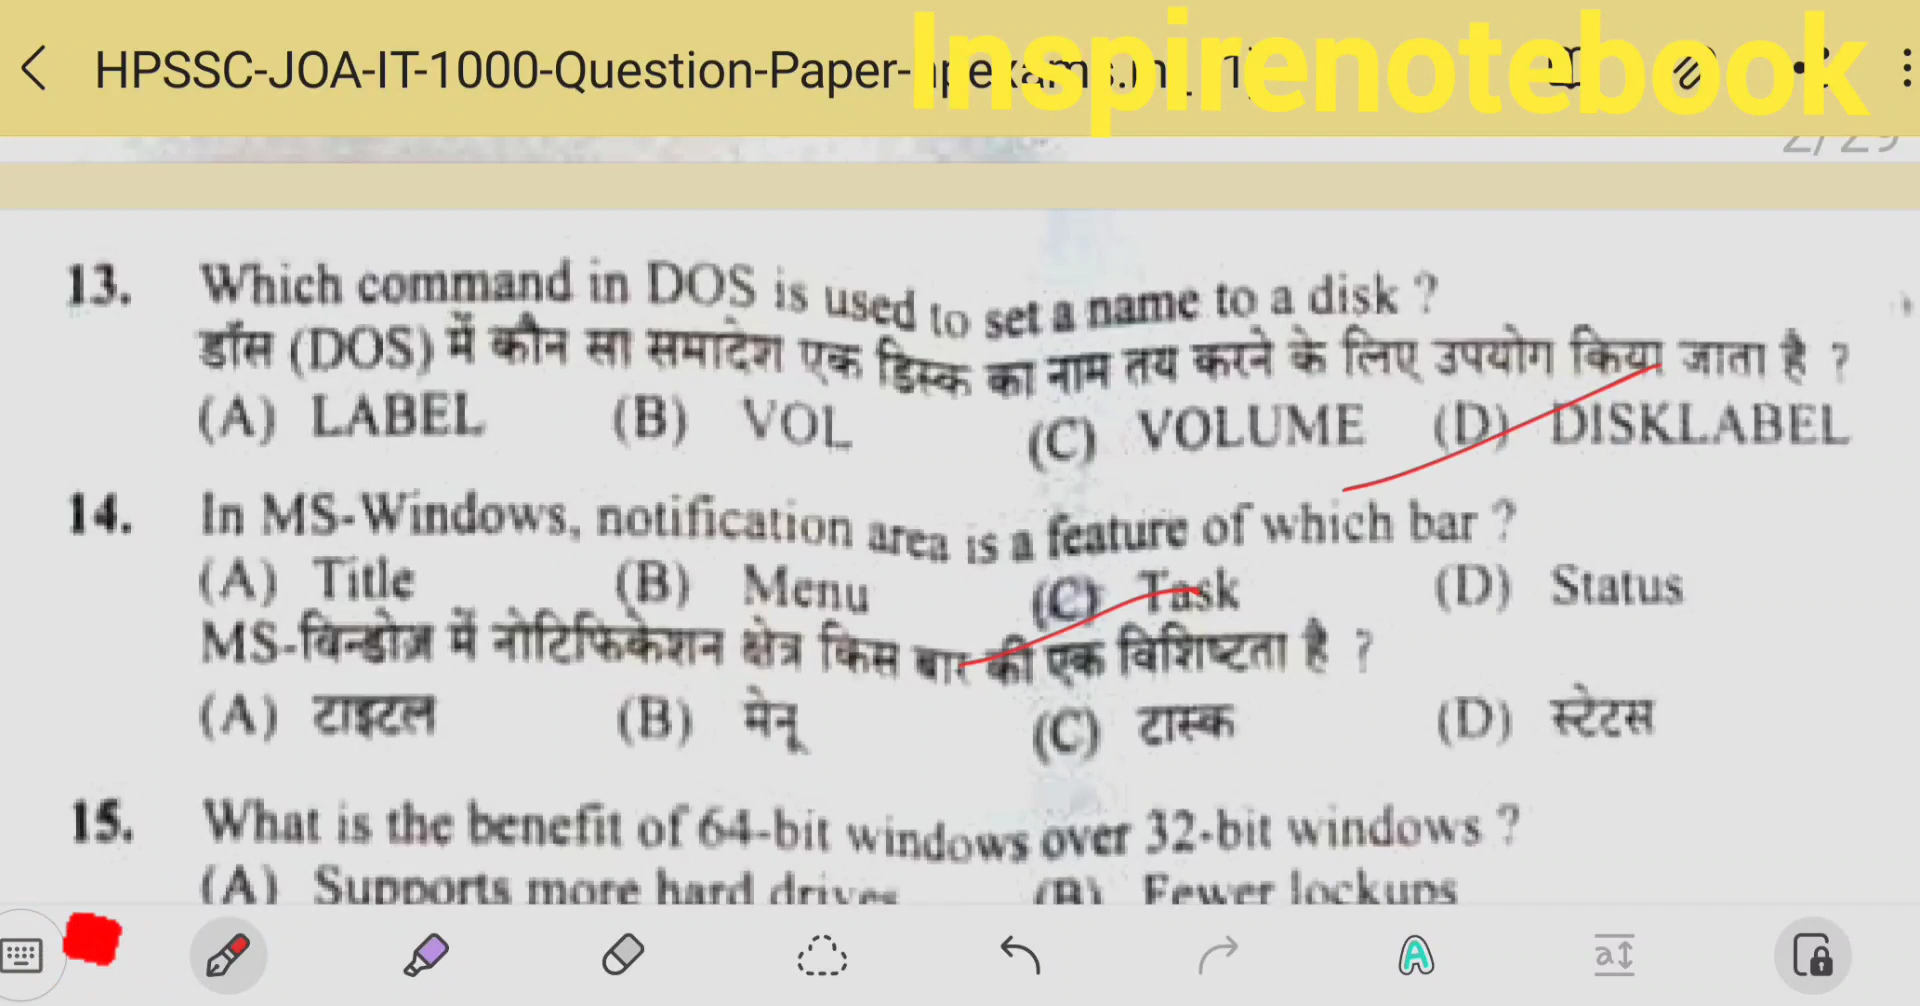 Inspirenotebook
HPSSC-JOA-IT-1000-Question-Paper-
2/29
13. Which command in DOS is used to set a name to a disk ?
डॉस (DOS) में कौन सा समादेश एक डिस्क का नाम तय करने के लिए उपयोग किया जाता है ?
(A) LABEL (B) VOL (C) VOLUME (D) DISKLABEL
14. In MS-Windows, notification area is a feature of which bar ?
(A) Title (B) Menu (C) Task (D) Status
MS-विन्डोज़ में नोटिफिकेशन क्षेत्र किस बार की एक विशिष्टता है ?
(A) टाइटल (B) मेनू (C) टास्क (D) स्टेटस
15. What is the benefit of 64-bit windows over 32-bit windows ?
(A) Supports more hard drives (B) Fewer lockups